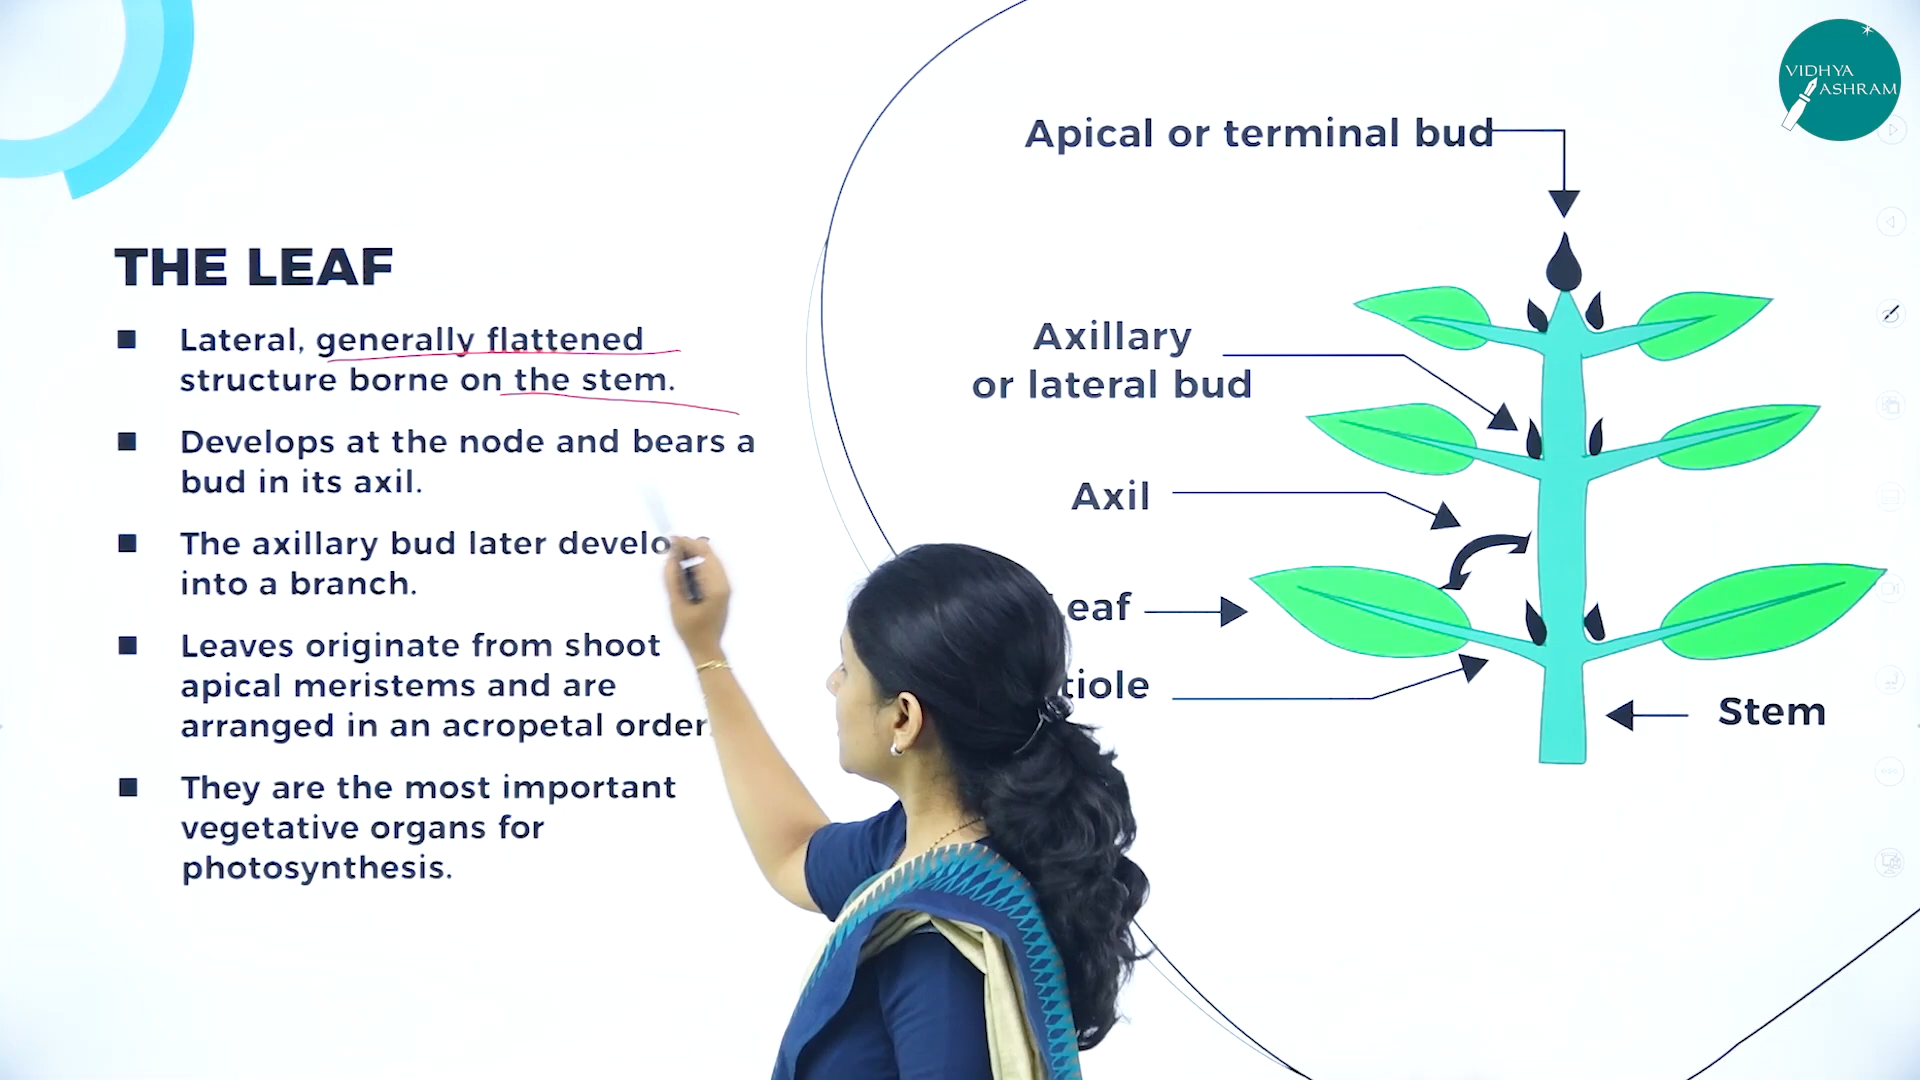 VIDHYA
ASHRAM
THE LEAF
Lateral, generally flattened
structure borne on the stem.
Develops at the node and bears a
bud in its axil.
The axillary bud later
into a branch.
Leaves originate from shoot
apical meristems and are
arranged in an acropetal order
They are the most important
vegetative organs for
photosynthesis.
Apical or terminal bud
Axillary
or lateral bud
Axil
Leaf
Stem